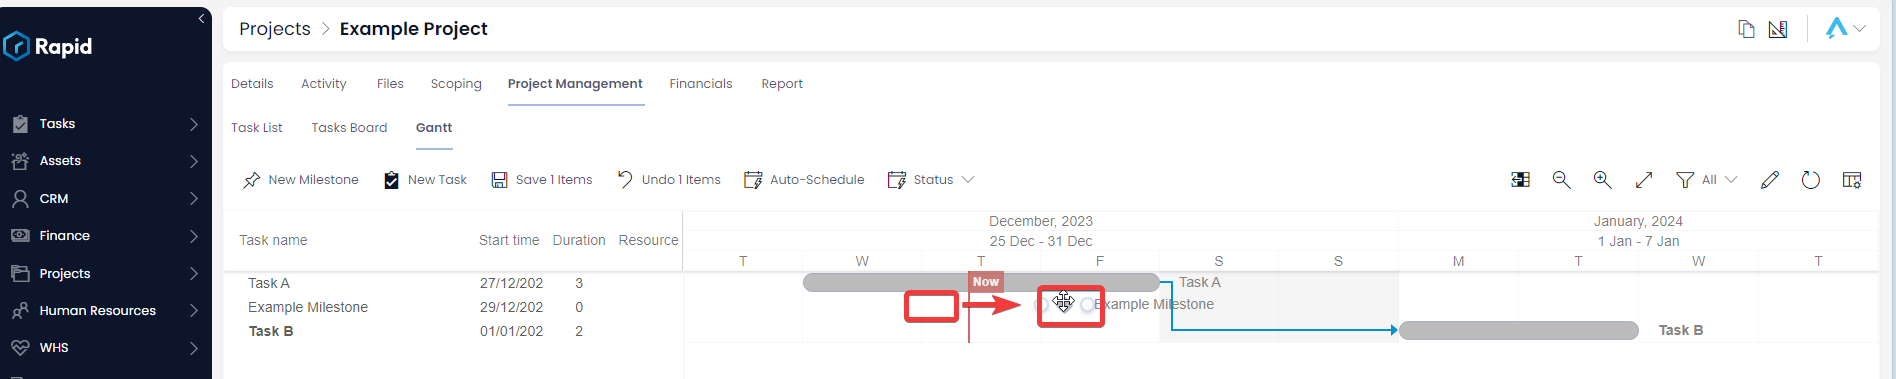 Rapid
Tasks
Assets
CRM
Finance
Projects
Human Resources
WHS
Projects > Example Project
Details Activity Files Scoping Project Management Financials Report
Task List Tasks Board Gantt
New Milestone New Task Save 1 Items Undo 1 Items Auto-Schedule Status All
December, 2023 January, 2024
Task name Start time Duration Resource 25 Dec - 31 Dec 1 Jan - 7 Jan
T W T F S S M T W T
Task A 27/12/202 3 Now Task A
Example Milestone 29/12/202 0 Example Milestone
Task B 01/01/202 2 Task B